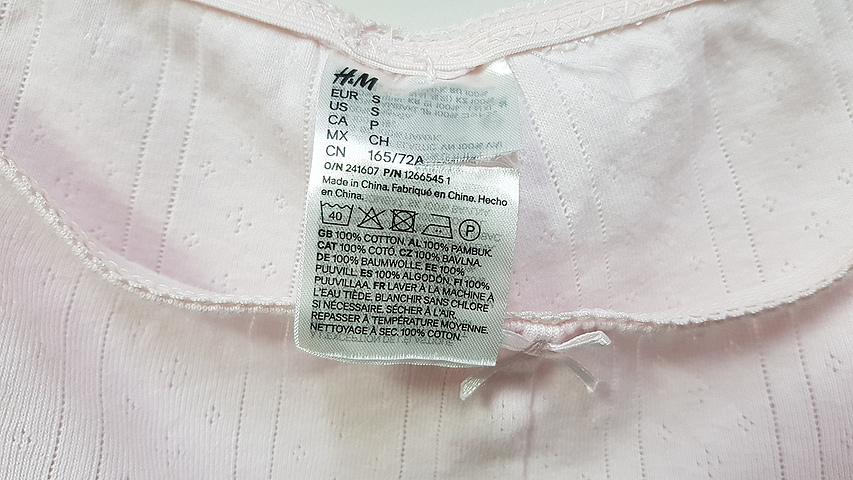 H&M
EUR S
US S
CA P
MX CH
CN 165/72A
O/N 241607 P/N 1266545 1
Made in China. Fabriqué en Chine. Hecho
en China.
40 P
GB 100% COTTON. AL 100% PAMBUK.
CAT 100% COTÓ. CZ 100% BAVLNA.
DE 100% BAUMWOLLE. EE 100%
PUUVILL. ES 100% ALGODÓN. FI 100%
PUUVILLAA. FR LAVER À LA MACHINE À
L'EAU TIÈDE. BLANCHIR SANS CHLORE
SI NÉCESSAIRE. SÉCHER À L'AIR.
REPASSER À TEMPÉRATURE MOYENNE.
NETTOYAGE À SEC. 100% COTON.